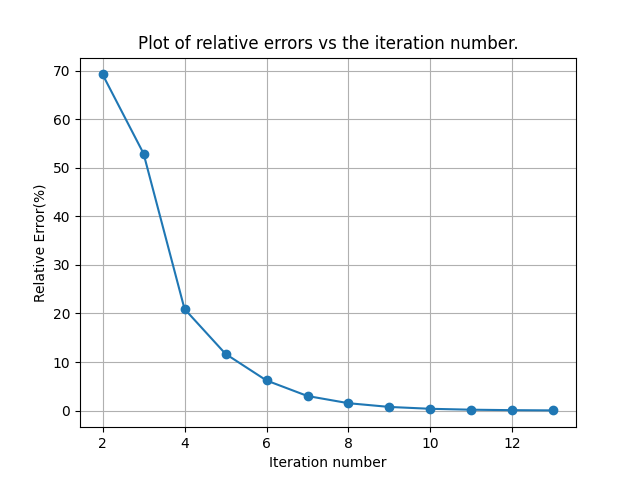 Plot of relative errors vs the iteration number.
70
60
50
40
30
20
10
0
Relative Error(%)
2 4 6 8 10 12
Iteration number